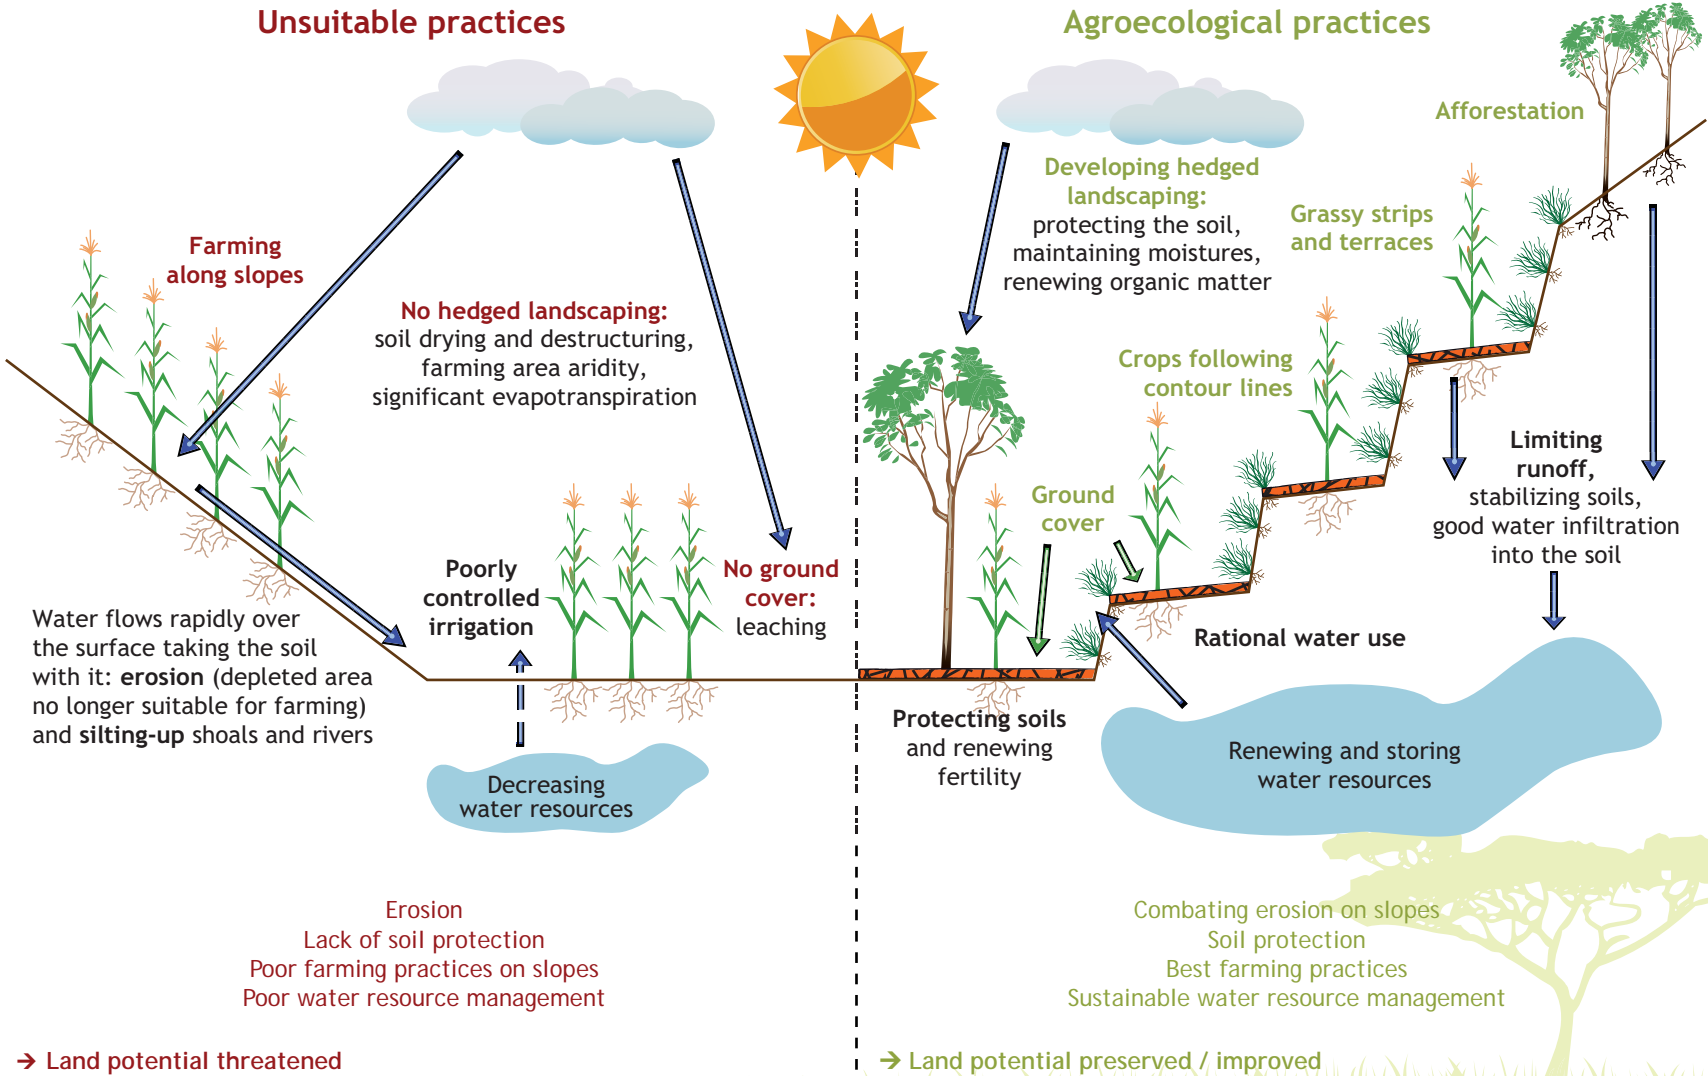 Unsuitable practices
Farming
along slopes
No hedged landscaping:
soil drying and destructuring,
farming area aridity,
significant evapotranspiration
Poorly
controlled
irrigation
No ground
cover:
leaching
Water flows rapidly over
the surface taking the soil
with it: erosion (depleted area
no longer suitable for farming)
and silting-up shoals and rivers
Decreasing
water resources
Erosion
Lack of soil protection
Poor farming practices on slopes
Poor water resource management
→ Land potential threatened
Agroecological practices
Afforestation
Developing hedged
landscaping:
protecting the soil,
maintaining moistures,
renewing organic matter
Grassy strips
and terraces
Crops following
contour lines
Ground
cover
Limiting
runoff,
stabilizing soils,
good water infiltration
into the soil
Rational water use
Protecting soils
and renewing
fertility
Renewing and storing
water resources
Combating erosion on slopes
Soil protection
Best farming practices
Sustainable water resource management
→ Land potential preserved / improved